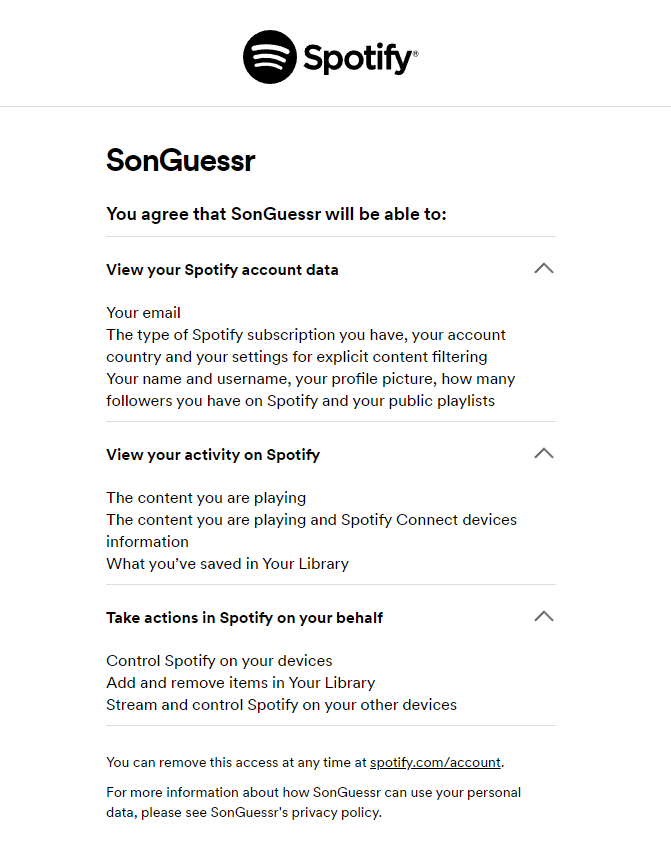 Spotify®
SonGuessr
You agree that SonGuessr will be able to:
View your Spotify account data
Your email
The type of Spotify subscription you have, your account
country and your settings for explicit content filtering
Your name and username, your profile picture, how many
followers you have on Spotify and your public playlists
View your activity on Spotify
The content you are playing
The content you are playing and Spotify Connect devices
information
What you’ve saved in Your Library
Take actions in Spotify on your behalf
Control Spotify on your devices
Add and remove items in Your Library
Stream and control Spotify on your other devices
You can remove this access at any time at spotify.com/account.
For more information about how SonGuessr can use your personal
data, please see SonGuessr's privacy policy.